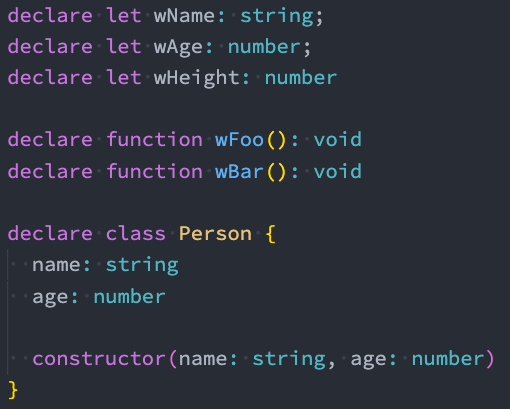 declare let wName: string;
declare let wAge: number;
declare let wHeight: number
declare function wFoo(): void
declare function wBar(): void
declare class Person {
  name: string
  age: number
  constructor(name: string, age: number)
}